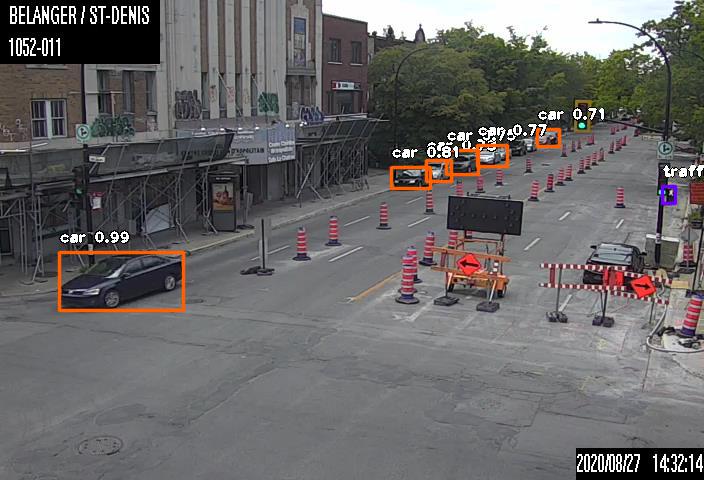 BELANGER / ST-DENIS
1052-011
car 0.71
car 0.77
car 0.81
traff
car 0.99
2020/08/27 14:32:14